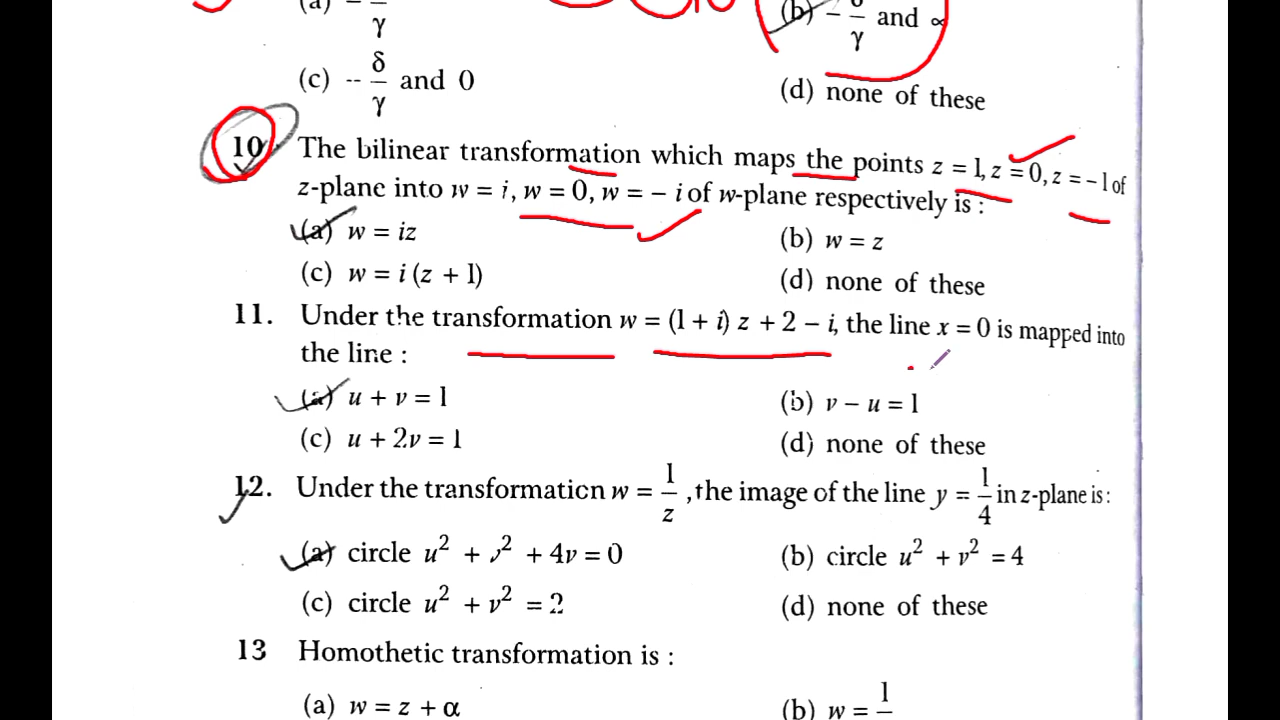 (a) −
γ
(b) − δ/γ and ∝
(c) -- δ/γ and 0
(d) none of these
10. The bilinear transformation which maps the points z = 1, z = 0, z = −1 of
z-plane into w = i, w = 0, w = − i of w-plane respectively is :
(a) w = iz (b) w = z
(c) w = i (z + 1) (d) none of these
11. Under the transformation w = (1 + i) z + 2 − i, the line x = 0 is mapped into
the line :
(a) u + v = 1 (b) v − u = 1
(c) u + 2v = 1 (d) none of these
12. Under the transformation w = 1/z , the image of the line y = 1/4 in z-plane is :
(a) circle u² + v² + 4v = 0 (b) circle u² + v² = 4
(c) circle u² + v² = 2 (d) none of these
13 Homothetic transformation is :
(a) w = z + α (b) w = 1